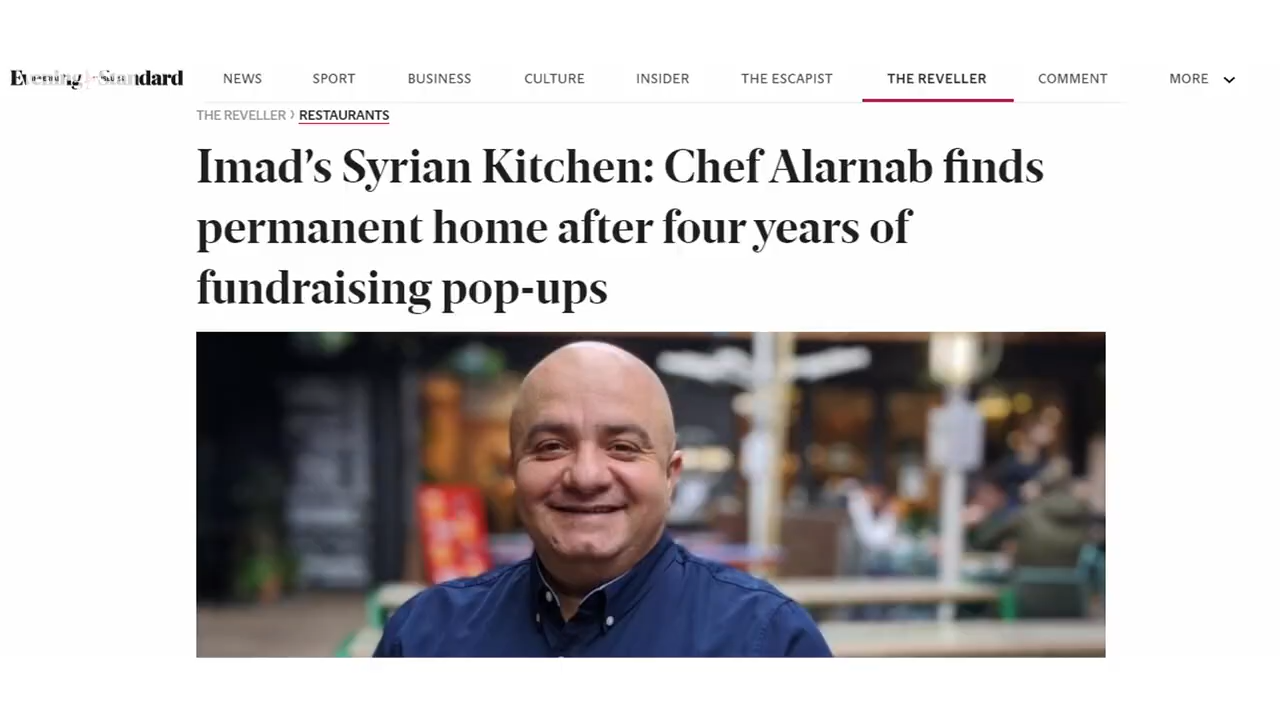 Evening Standard
NEWS SPORT BUSINESS CULTURE INSIDER THE ESCAPIST THE REVELLER COMMENT MORE
THE REVELLER › RESTAURANTS
Imad’s Syrian Kitchen: Chef Alarnab finds
permanent home after four years of
fundraising pop-ups